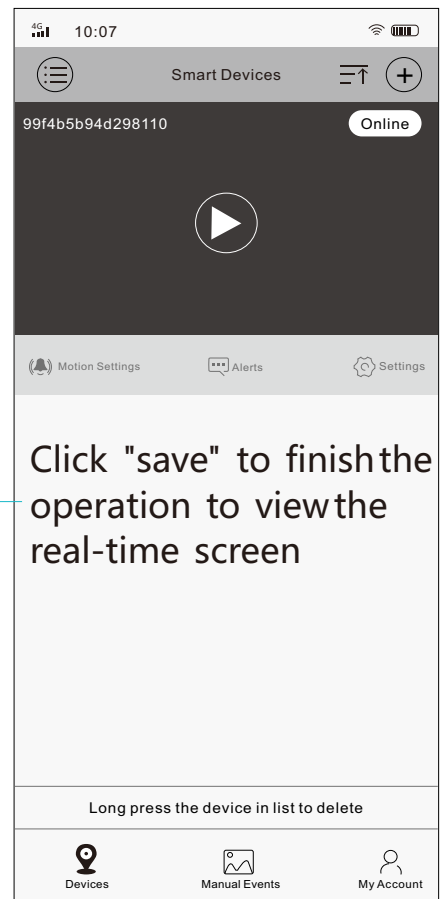 4G 10:07
Smart Devices
99f4b5b94d298110 Online
Motion Settings Alerts Settings
Click "save" to finish the
operation to view the
real-time screen
Long press the device in list to delete
Devices Manual Events My Account